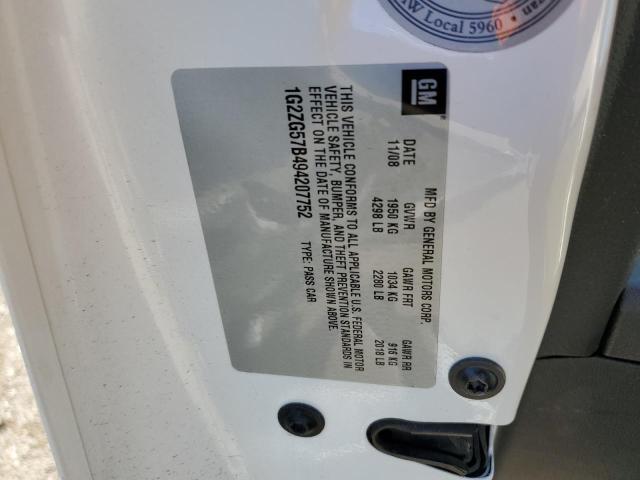 GM
MFD BY GENERAL MOTORS CORP.
DATE GVWR GAWR FRT GAWR RR
11/08 1950 KG 1034 KG 916 KG
4298 LB 2280 LB 2018 LB
THIS VEHICLE CONFORMS TO ALL APPLICABLE U.S. FEDERAL MOTOR
VEHICLE SAFETY, BUMPER, AND THEFT PREVENTION STANDARDS IN
EFFECT ON THE DATE OF MANUFACTURE SHOWN ABOVE.
1G2ZG57B494207752 TYPE: PASS CAR
Local 5960 •